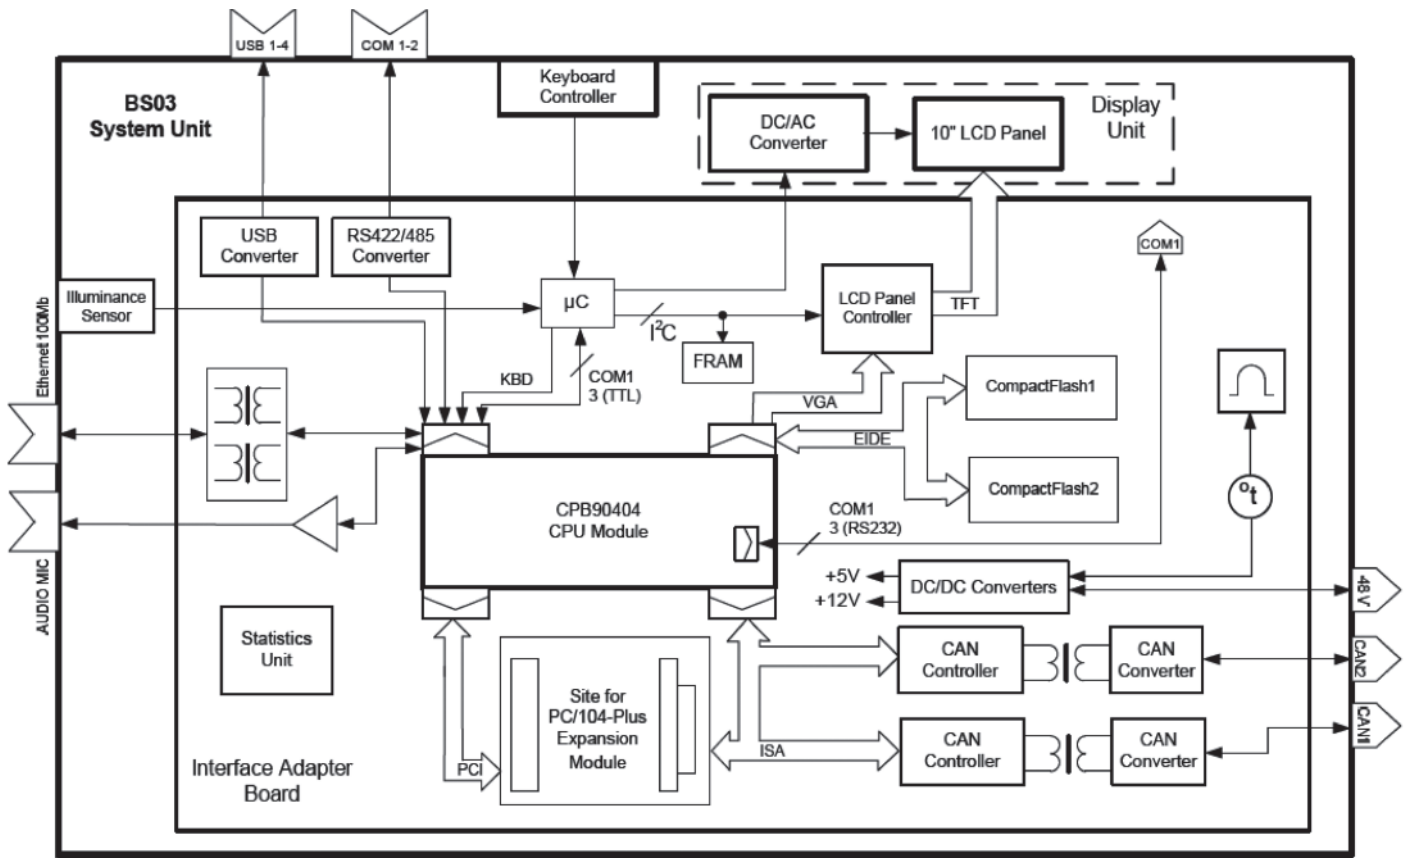 USB 1-4
COM 1-2
BS03
System Unit
Keyboard
Controller
DC/AC
Converter
10" LCD Panel
Display
Unit
USB
Converter
RS422/485
Converter
COM1
Illuminance
Sensor
µC
I²C
LCD Panel
Controller
TFT
FRAM
Ethernet 100Mb
KBD
COM1
3 (TTL)
VGA
EIDE
CompactFlash1
CompactFlash2
CPB90404
CPU Module
COM1
3 (RS232)
°t
AUDIO MIC
+5V
+12V
DC/DC Converters
48 V
Statistics
Unit
Site for
PC/104-Plus
Expansion
Module
PCI
ISA
CAN
Controller
CAN
Converter
CAN2
CAN
Controller
CAN
Converter
CAN1
Interface Adapter
Board